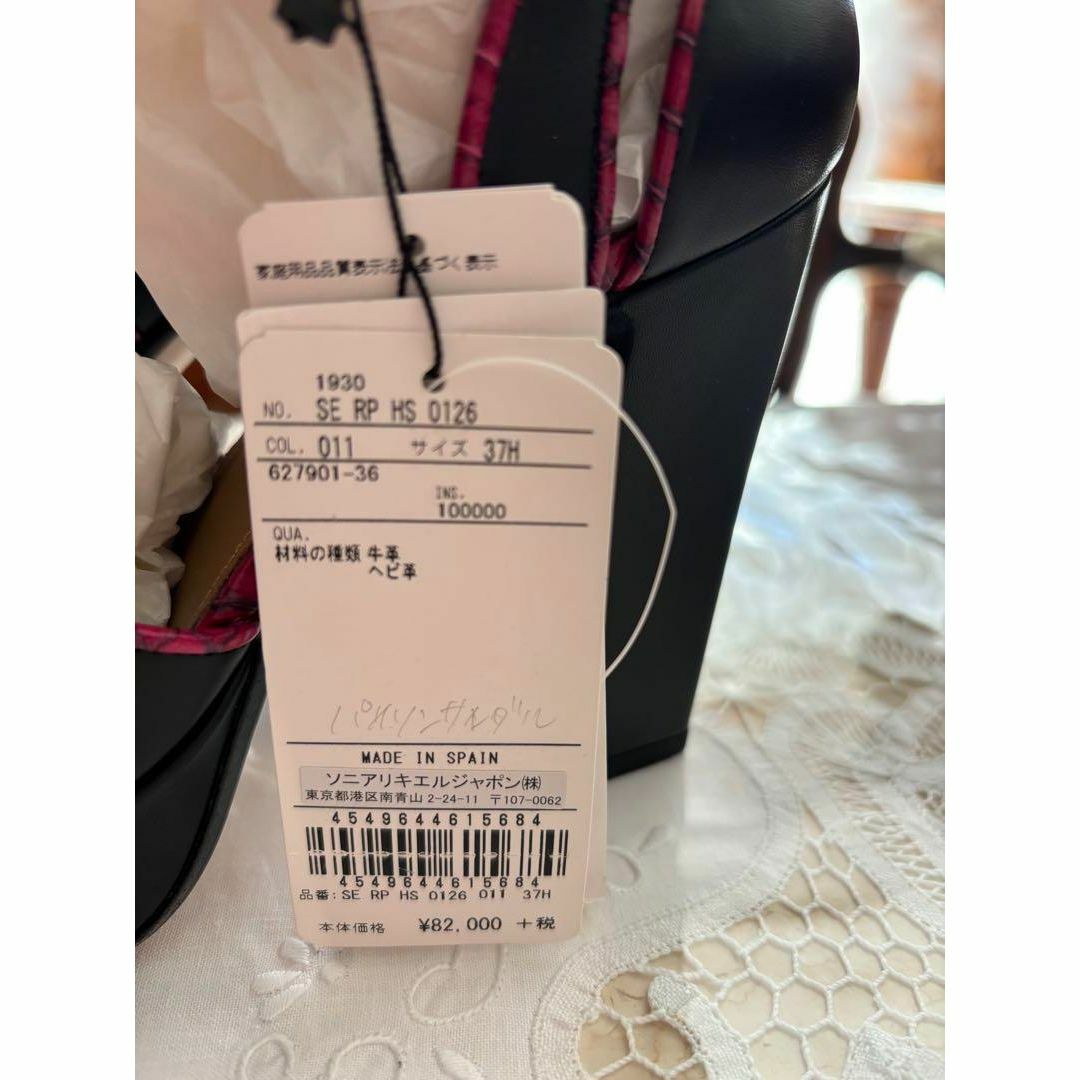 家庭用品品質表示法 基づく表示
1930
NO. SE RP HS 0126
COL. 011 サイズ 37H
627901-36
INS.
100000
QUA.
材料の種類 牛革
ヘビ革
パイソンサンダル
MADE IN SPAIN
ソニアリキエルジャポン㈱
東京都港区南青山 2-24-11 〒107-0062
4549644615684
4549644615684
品番: SE RP HS 0126 011 37H
本体価格 ¥82,000 +税